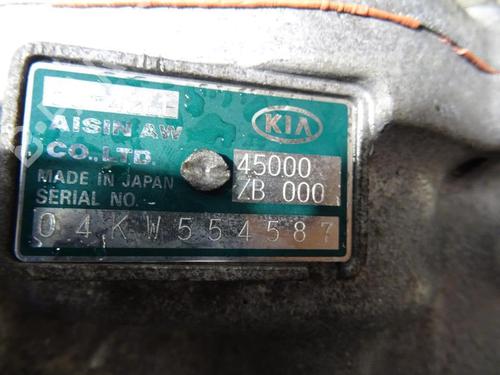 AISIN AW
CO.,LTD.
KIA
MADE IN JAPAN
45000
SERIAL NO.
ZB 000
04KW554587